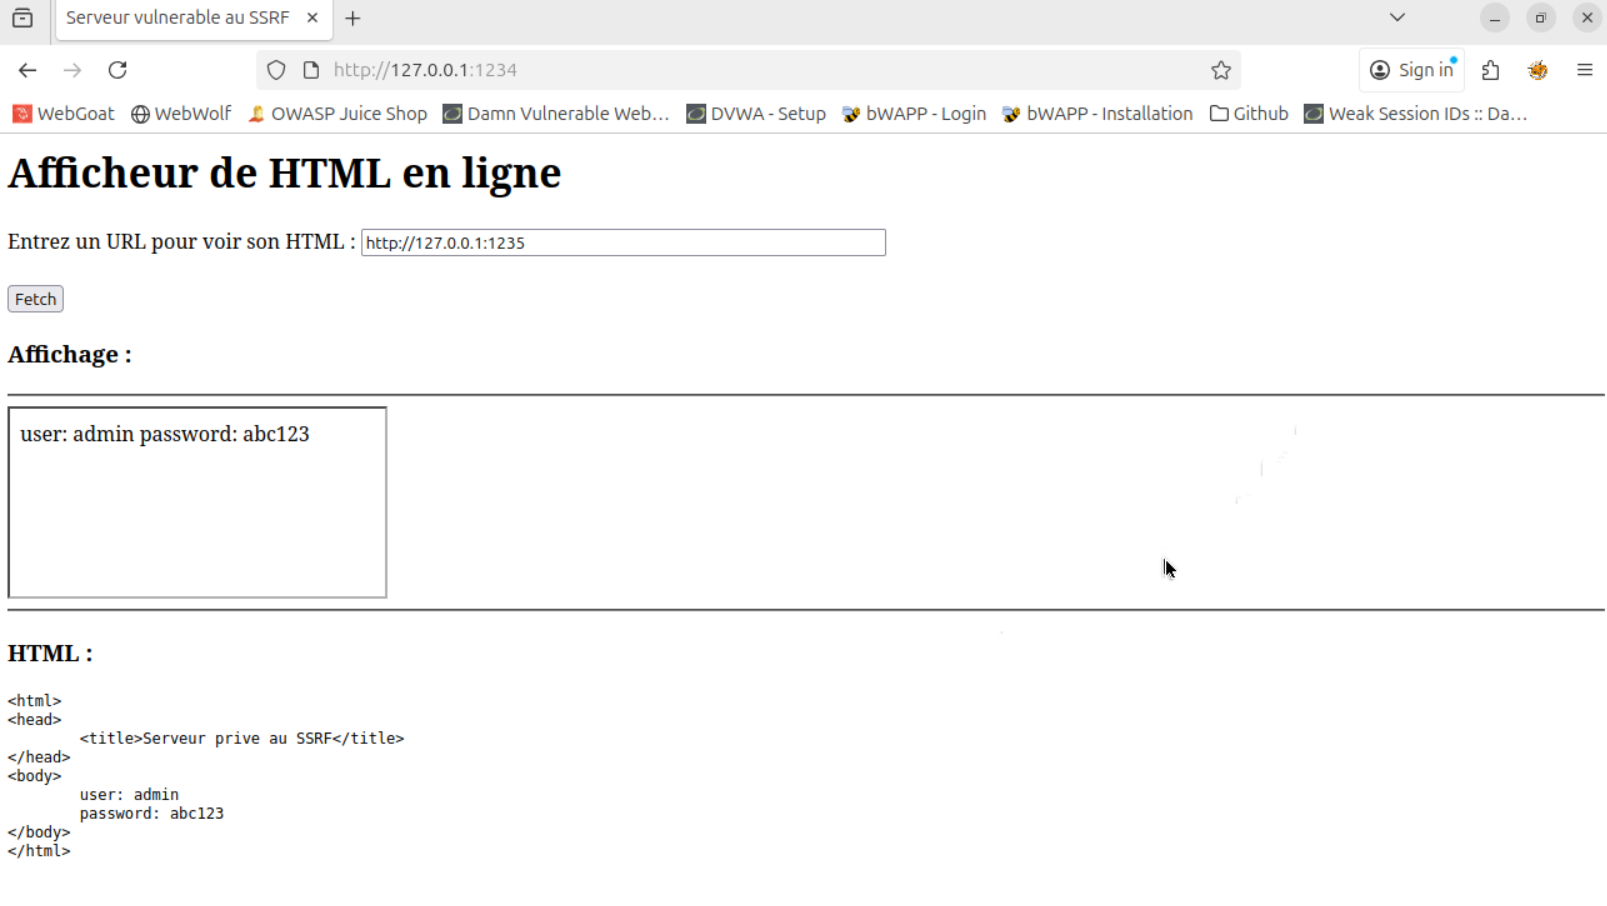 Serveur vulnerable au SSRF
http://127.0.0.1:1234
Sign in
WebGoat WebWolf OWASP Juice Shop Damn Vulnerable Web... DVWA - Setup bWAPP - Login bWAPP - Installation Github Weak Session IDs :: Da...
Afficheur de HTML en ligne
Entrez un URL pour voir son HTML : http://127.0.0.1:1235
Fetch
Affichage :
user: admin password: abc123
HTML :
<html>
<head>
<title>Serveur prive au SSRF</title>
</head>
<body>
user: admin
password: abc123
</body>
</html>